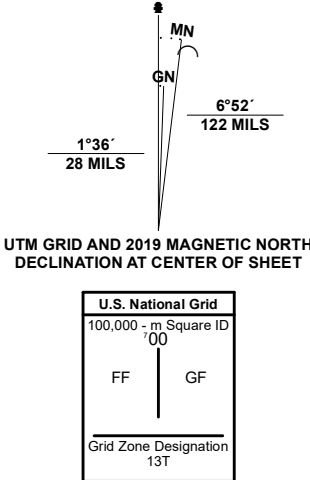 MN
GN
6°52´
122 MILS
1°36´
28 MILS
UTM GRID AND 2019 MAGNETIC NORTH
DECLINATION AT CENTER OF SHEET
U.S. National Grid
100,000 - m Square ID
⁷00
FF GF
Grid Zone Designation
13T